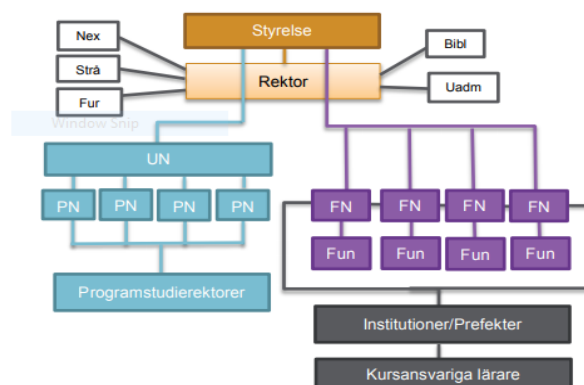 Styrelse
Nex
Strå
Fur
Bibl
Rektor
Uadm
Window Snip
UN
PN PN PN PN
FN FN FN FN
Fun Fun Fun Fun
Programstudierektorer
Institutioner/Prefekter
Kursansvariga lärare